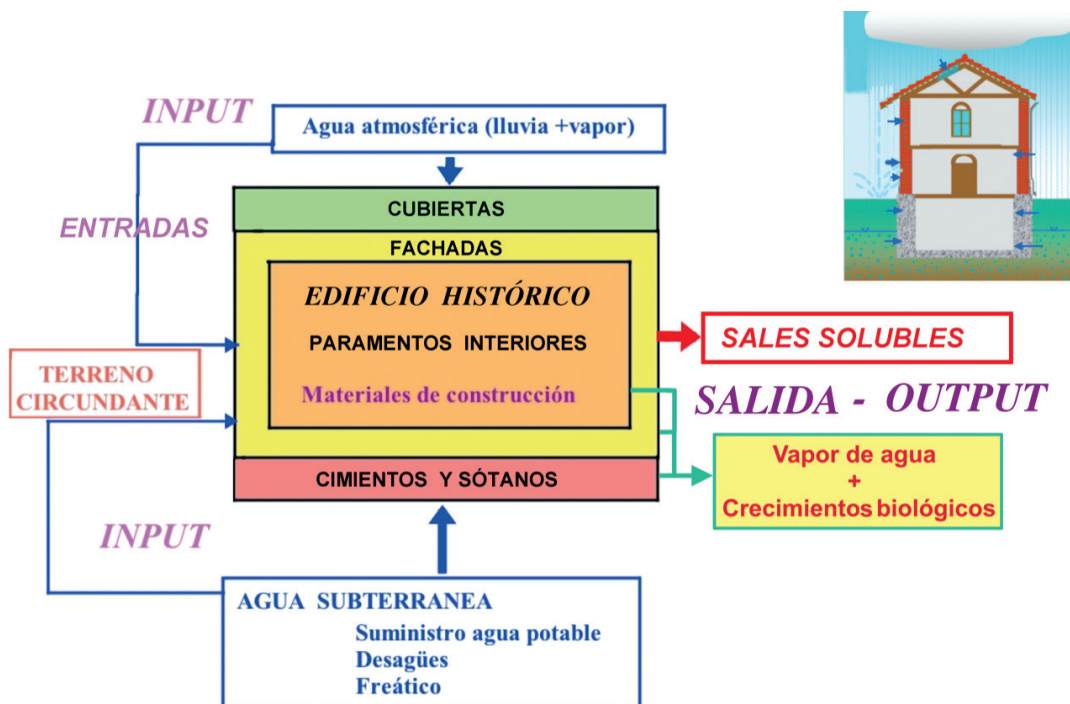 INPUT
Agua atmosférica (lluvia +vapor)
ENTRADAS
CUBIERTAS
FACHADAS
EDIFICIO HISTÓRICO
PARAMENTOS INTERIORES
Materiales de construcción
CIMIENTOS Y SÓTANOS
TERRENO
CIRCUNDANTE
SALES SOLUBLES
SALIDA - OUTPUT
Vapor de agua
+
Crecimientos biológicos
INPUT
AGUA SUBTERRANEA
Suministro agua potable
Desagües
Freático